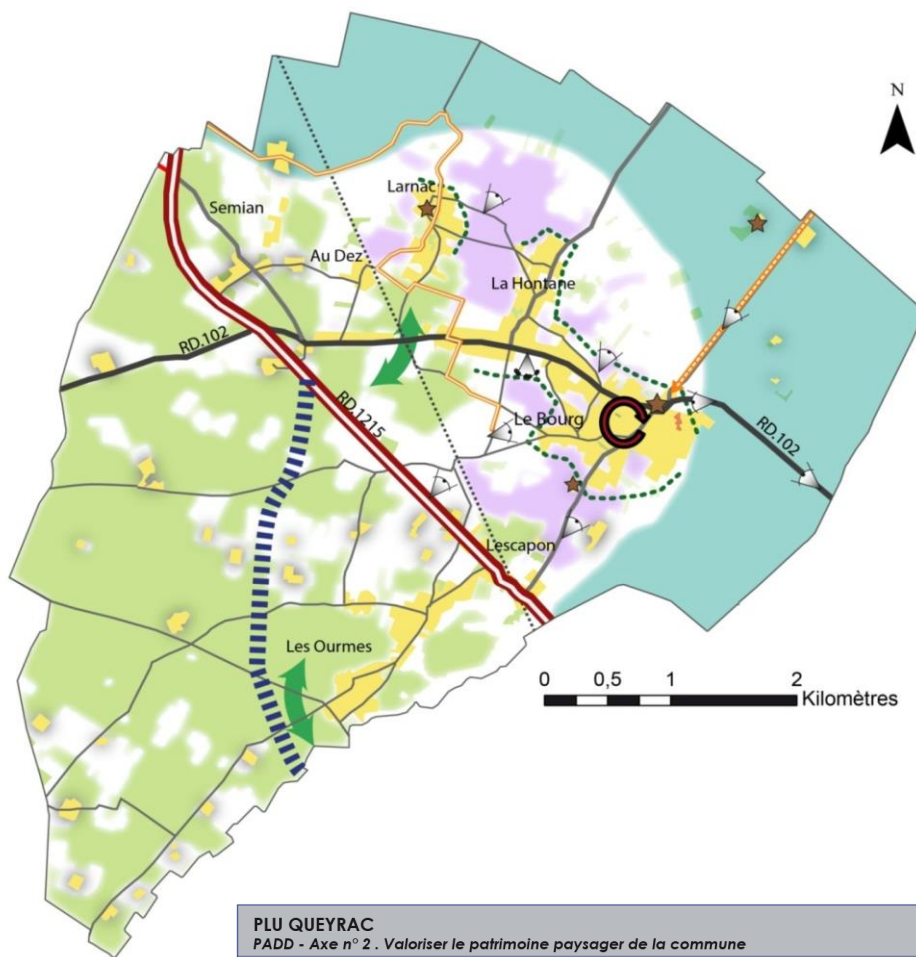 N
Larnac
Semian
Au Dez
La Hontane
RD.102
RD.1215
Le Bourg
RD.102
L'escapon
Les Ourmes
0 0,5 1 2
Kilomètres
PLU QUEYRAC
PADD - Axe n° 2 . Valoriser le patrimoine paysager de la commune